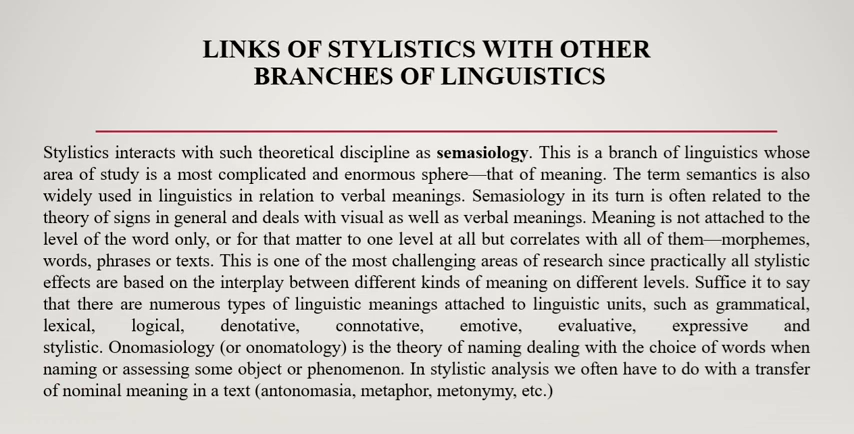 LINKS OF STYLISTICS WITH OTHER
BRANCHES OF LINGUISTICS
Stylistics interacts with such theoretical discipline as semasiology. This is a branch of linguistics whose
area of study is a most complicated and enormous sphere—that of meaning. The term semantics is also
widely used in linguistics in relation to verbal meanings. Semasiology in its turn is often related to the
theory of signs in general and deals with visual as well as verbal meanings. Meaning is not attached to the
level of the word only, or for that matter to one level at all but correlates with all of them—morphemes,
words, phrases or texts. This is one of the most challenging areas of research since practically all stylistic
effects are based on the interplay between different kinds of meaning on different levels. Suffice it to say
that there are numerous types of linguistic meanings attached to linguistic units, such as grammatical,
lexical, logical, denotative, connotative, emotive, evaluative, expressive and
stylistic. Onomasiology (or onomatology) is the theory of naming dealing with the choice of words when
naming or assessing some object or phenomenon. In stylistic analysis we often have to do with a transfer
of nominal meaning in a text (antonomasia, metaphor, metonymy, etc.)